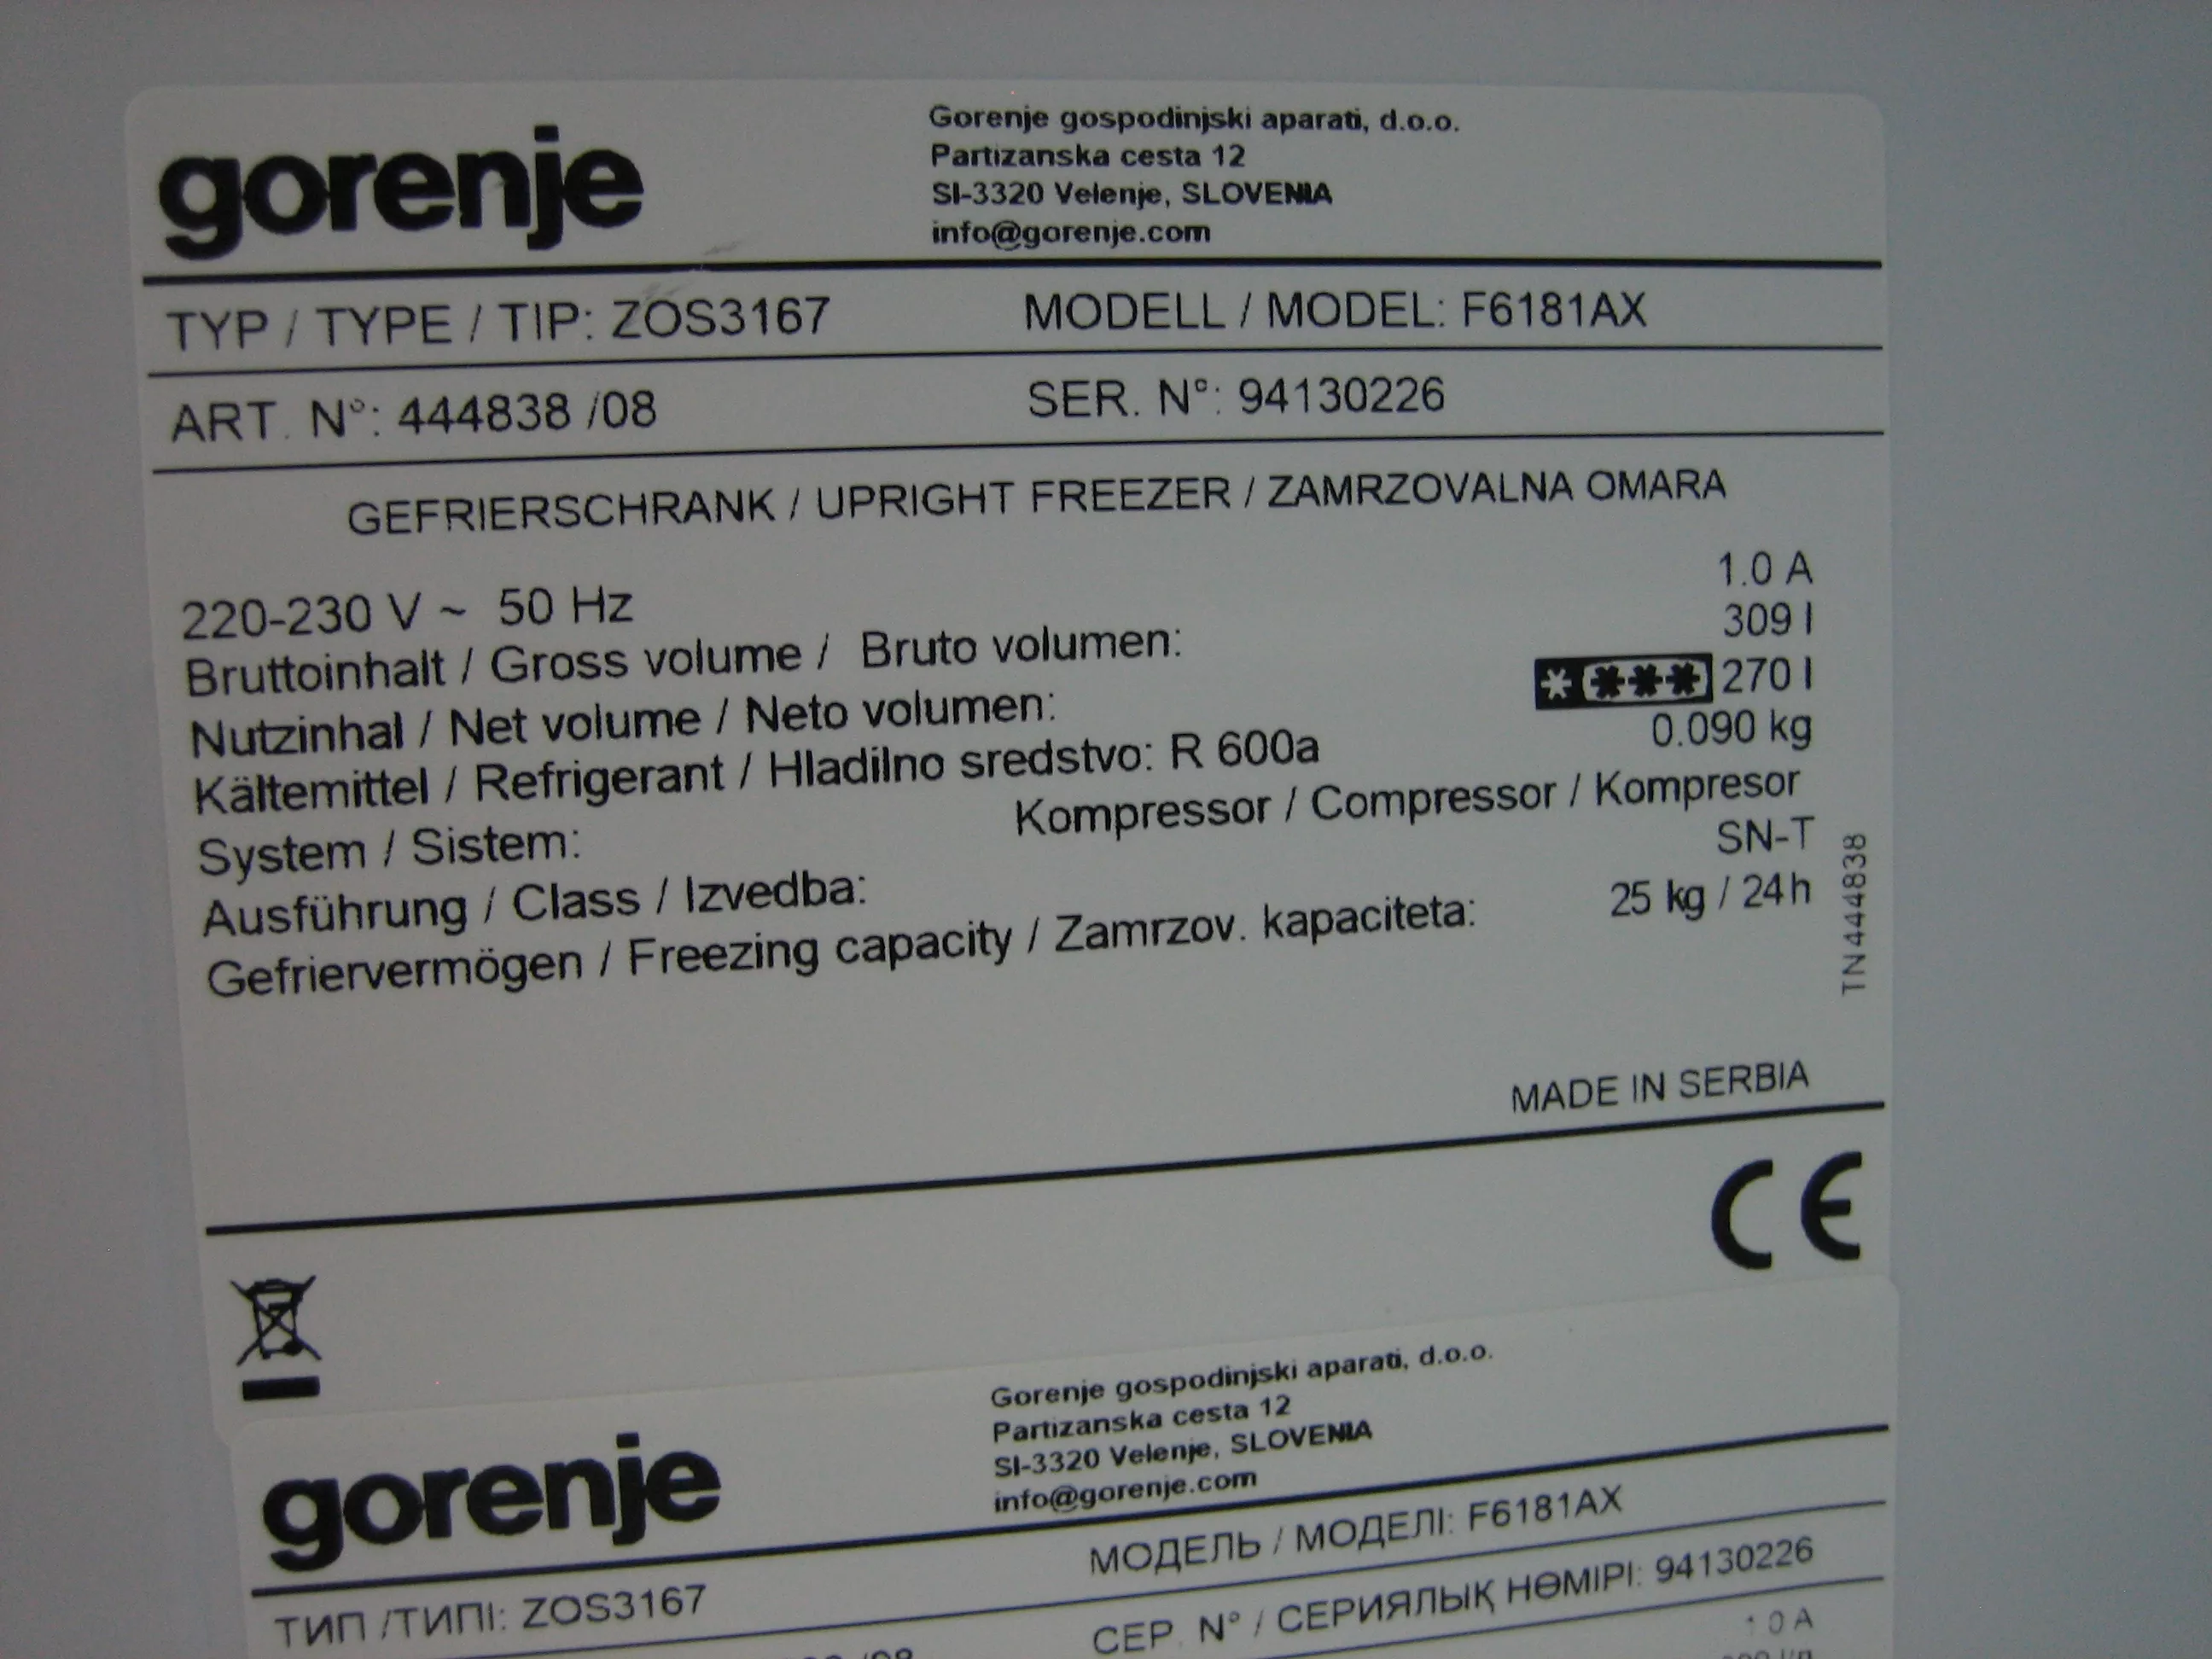 gorenje
Gorenje gospodinjski aparati, d.o.o.
Partizanska cesta 12
SI-3320 Velenje, SLOVENIA
info@gorenje.com
TYP / TYPE / TIP: ZOS3167 MODELL / MODEL: F6181AX
ART. N°: 444838 /08 SER. N°: 94130226
GEFRIERSCHRANK / UPRIGHT FREEZER / ZAMRZOVALNA OMARA
220-230 V ~ 50 Hz 1.0 A
Bruttoinhalt / Gross volume / Bruto volumen: 309 l
Nutzinhal / Net volume / Neto volumen: 270 l
Kältemittel / Refrigerant / Hladilno sredstvo: R 600a 0.090 kg
System / Sistem: Kompressor / Compressor / Kompresor
Ausführung / Class / Izvedba: SN-T
Gefriervermögen / Freezing capacity / Zamrzov. kapaciteta: 25 kg / 24h
TN444838
MADE IN SERBIA
CE
gorenje
Gorenje gospodinjski aparati, d.o.o.
Partizanska cesta 12
SI-3320 Velenje, SLOVENIA
info@gorenje.com
ТИП /ТИПІ: ZOS3167 МОДЕЛЬ / МОДЕЛІ: F6181AX
СЕР. N° / СЕРИЯЛЫҚ НӨМІРІ: 94130226
/08
1.0 A